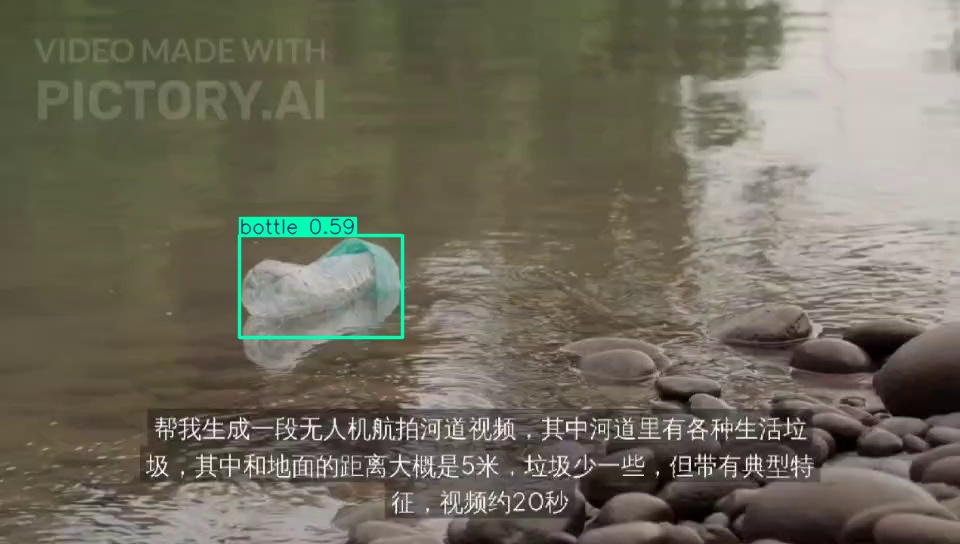 VIDEO MADE WITH
PICTORY.AI
bottle 0.59
帮我生成一段无人机航拍河道视频，其中河道里有各种生活垃
圾，其中和地面的距离大概是5米，垃圾少一些，但带有典型特
征，视频约20秒